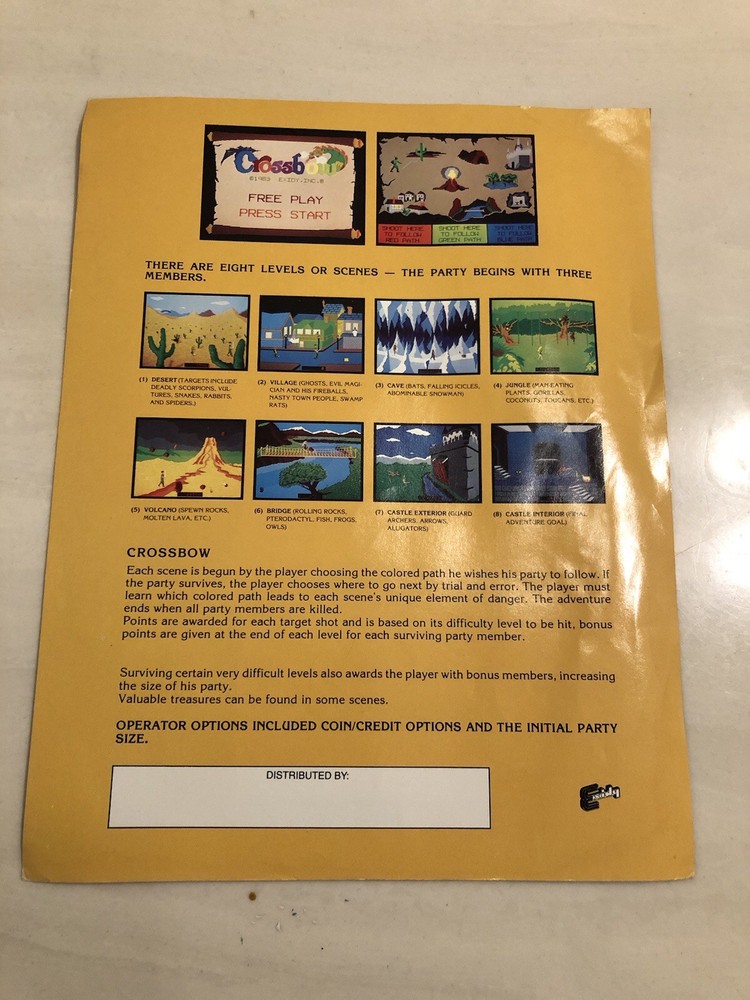 Crossbow
©1983 EXIDY,INC.®
FREE PLAY
PRESS START
SHOOT HERE
TO FOLLOW
RED PATH
SHOOT HERE
TO FOLLOW
GREEN PATH
SHOOT HERE
TO FOLLOW
BLUE PATH
THERE ARE EIGHT LEVELS OR SCENES — THE PARTY BEGINS WITH THREE
MEMBERS.
(1) DESERT (TARGETS INCLUDE
DEADLY SCORPIONS, VUL-
TURES, SNAKES, RABBITS,
AND SPIDERS.)
(2) VILLAGE (GHOSTS, EVIL MAGI-
CIAN AND HIS FIREBALLS,
NASTY TOWN PEOPLE, SWAMP
RATS)
(3) CAVE (BATS, FALLING ICICLES,
ABOMINABLE SNOWMAN)
(4) JUNGLE (MAN-EATING
PLANTS, GORILLAS,
COCONUTS, TOUCANS, ETC.)
(5) VOLCANO (SPEWN ROCKS,
MOLTEN LAVA, ETC.)
(6) BRIDGE (ROLLING ROCKS,
PTERODACTYL, FISH, FROGS,
OWLS)
(7) CASTLE EXTERIOR (GUARD
ARCHERS, ARROWS,
ALLIGATORS)
(8) CASTLE INTERIOR (FINAL
ADVENTURE GOAL)
CROSSBOW
Each scene is begun by the player choosing the colored path he wishes his party to follow. If
the party survives, the player chooses where to go next by trial and error. The player must
learn which colored path leads to each scene's unique element of danger. The adventure
ends when all party members are killed.
Points are awarded for each target shot and is based on its difficulty level to be hit, bonus
points are given at the end of each level for each surviving party member.
Surviving certain very difficult levels also awards the player with bonus members, increasing
the size of his party.
Valuable treasures can be found in some scenes.
OPERATOR OPTIONS INCLUDED COIN/CREDIT OPTIONS AND THE INITIAL PARTY
SIZE.
DISTRIBUTED BY:
Exidy